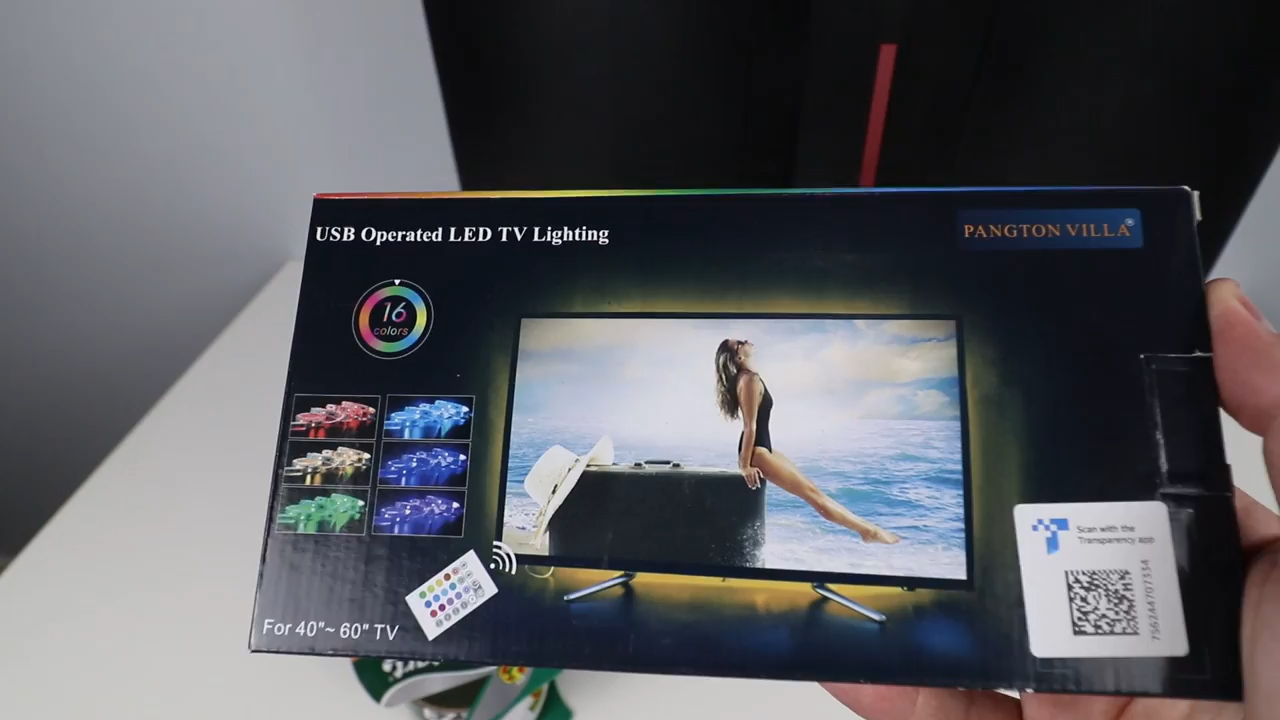 USB Operated LED TV Lighting
PANGTON VILLA®
16
colors
For 40"~ 60" TV
Scan with the
Transparency app